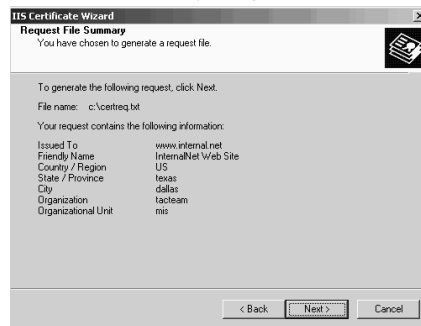 IIS Certificate Wizard
Request File Summary
You have chosen to generate a request file.
To generate the following request, click Next.
File name: c:\certreq.txt
Your request contains the following information:
Issued To www.internal.net
Friendly Name InternalNet Web Site
Country / Region US
State / Province texas
City dallas
Organization tacteam
Organizational Unit mis
< Back Next > Cancel